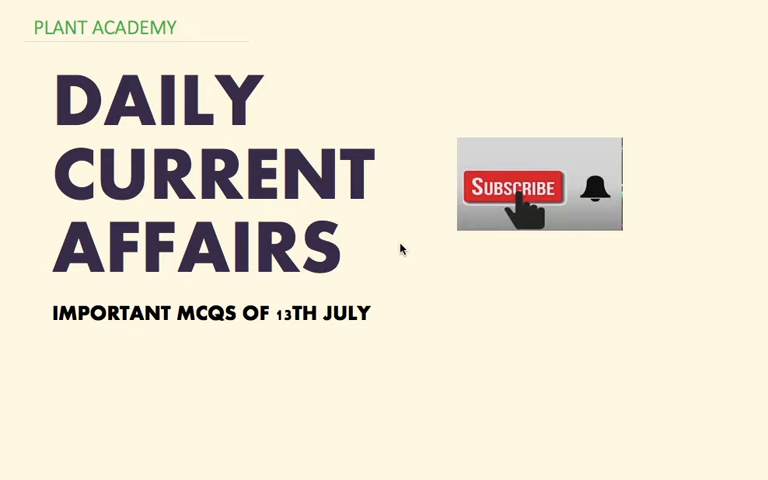 PLANT ACADEMY
DAILY
CURRENT
AFFAIRS
SUBSCRIBE
IMPORTANT MCQS OF 13TH JULY